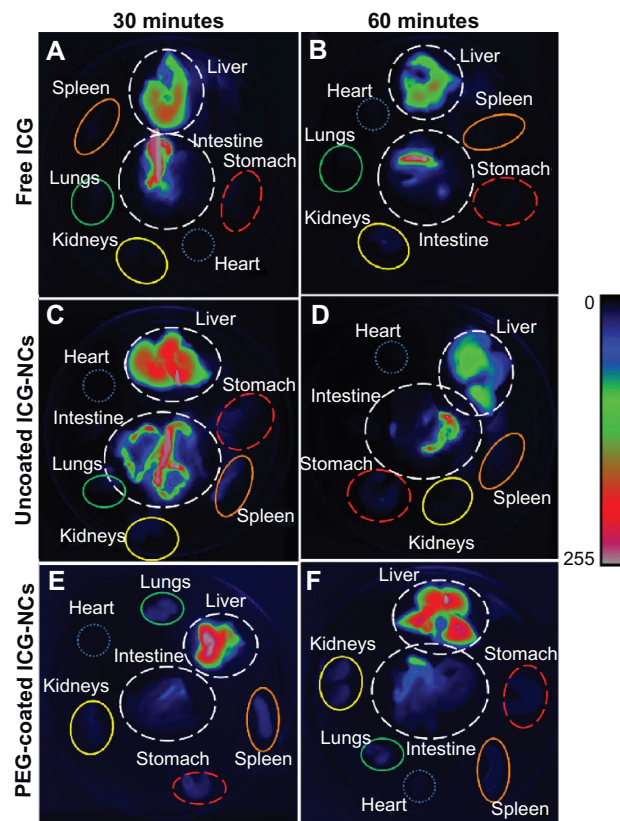 30 minutes
60 minutes
Free ICG
A
Liver
Spleen
Intestine
Stomach
Lungs
Kidneys
Heart
B
Liver
Heart
Spleen
Lungs
Stomach
Kidneys
Intestine
Uncoated ICG-NCs
C
Liver
Heart
Stomach
Intestine
Lungs
Spleen
Kidneys
D
Liver
Heart
Intestine
Stomach
Spleen
Kidneys
0
255
PEG-coated ICG-NCs
E
Lungs
Liver
Heart
Intestine
Kidneys
Stomach
Spleen
F
Liver
Kidneys
Stomach
Lungs
Intestine
Heart
Spleen